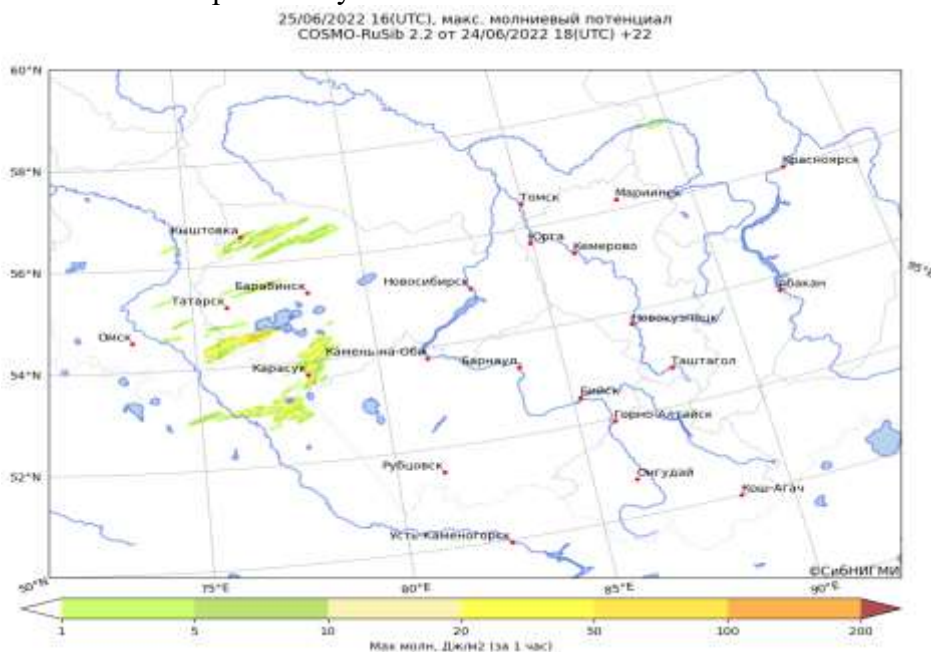 25/06/2022 16(UTC), макс. молниевый потенциал
COSMO-RuSib 2.2 от 24/06/2022 18(UTC) +22
60°N
Красноярск
58°N
Томск
Мариинск
Кыштовка
Юрга
Кемерово
95°E
56°N
Барабинск
Новосибирск
Абакан
Татарск
Новокузнецк
Омск
Камень-на-Оби
Барнаул
Таштагол
54°N
Карасук
Бийск
Горно-Алтайск
Рубцовск
Онгудай
52°N
Кош-Агач
Усть-Каменогорск
©СибНИГМИ
50°N
75°E
80°E
85°E
90°E
1 5 10 20 50 100 200
Мах молн, Дж/м2 (за 1 час)